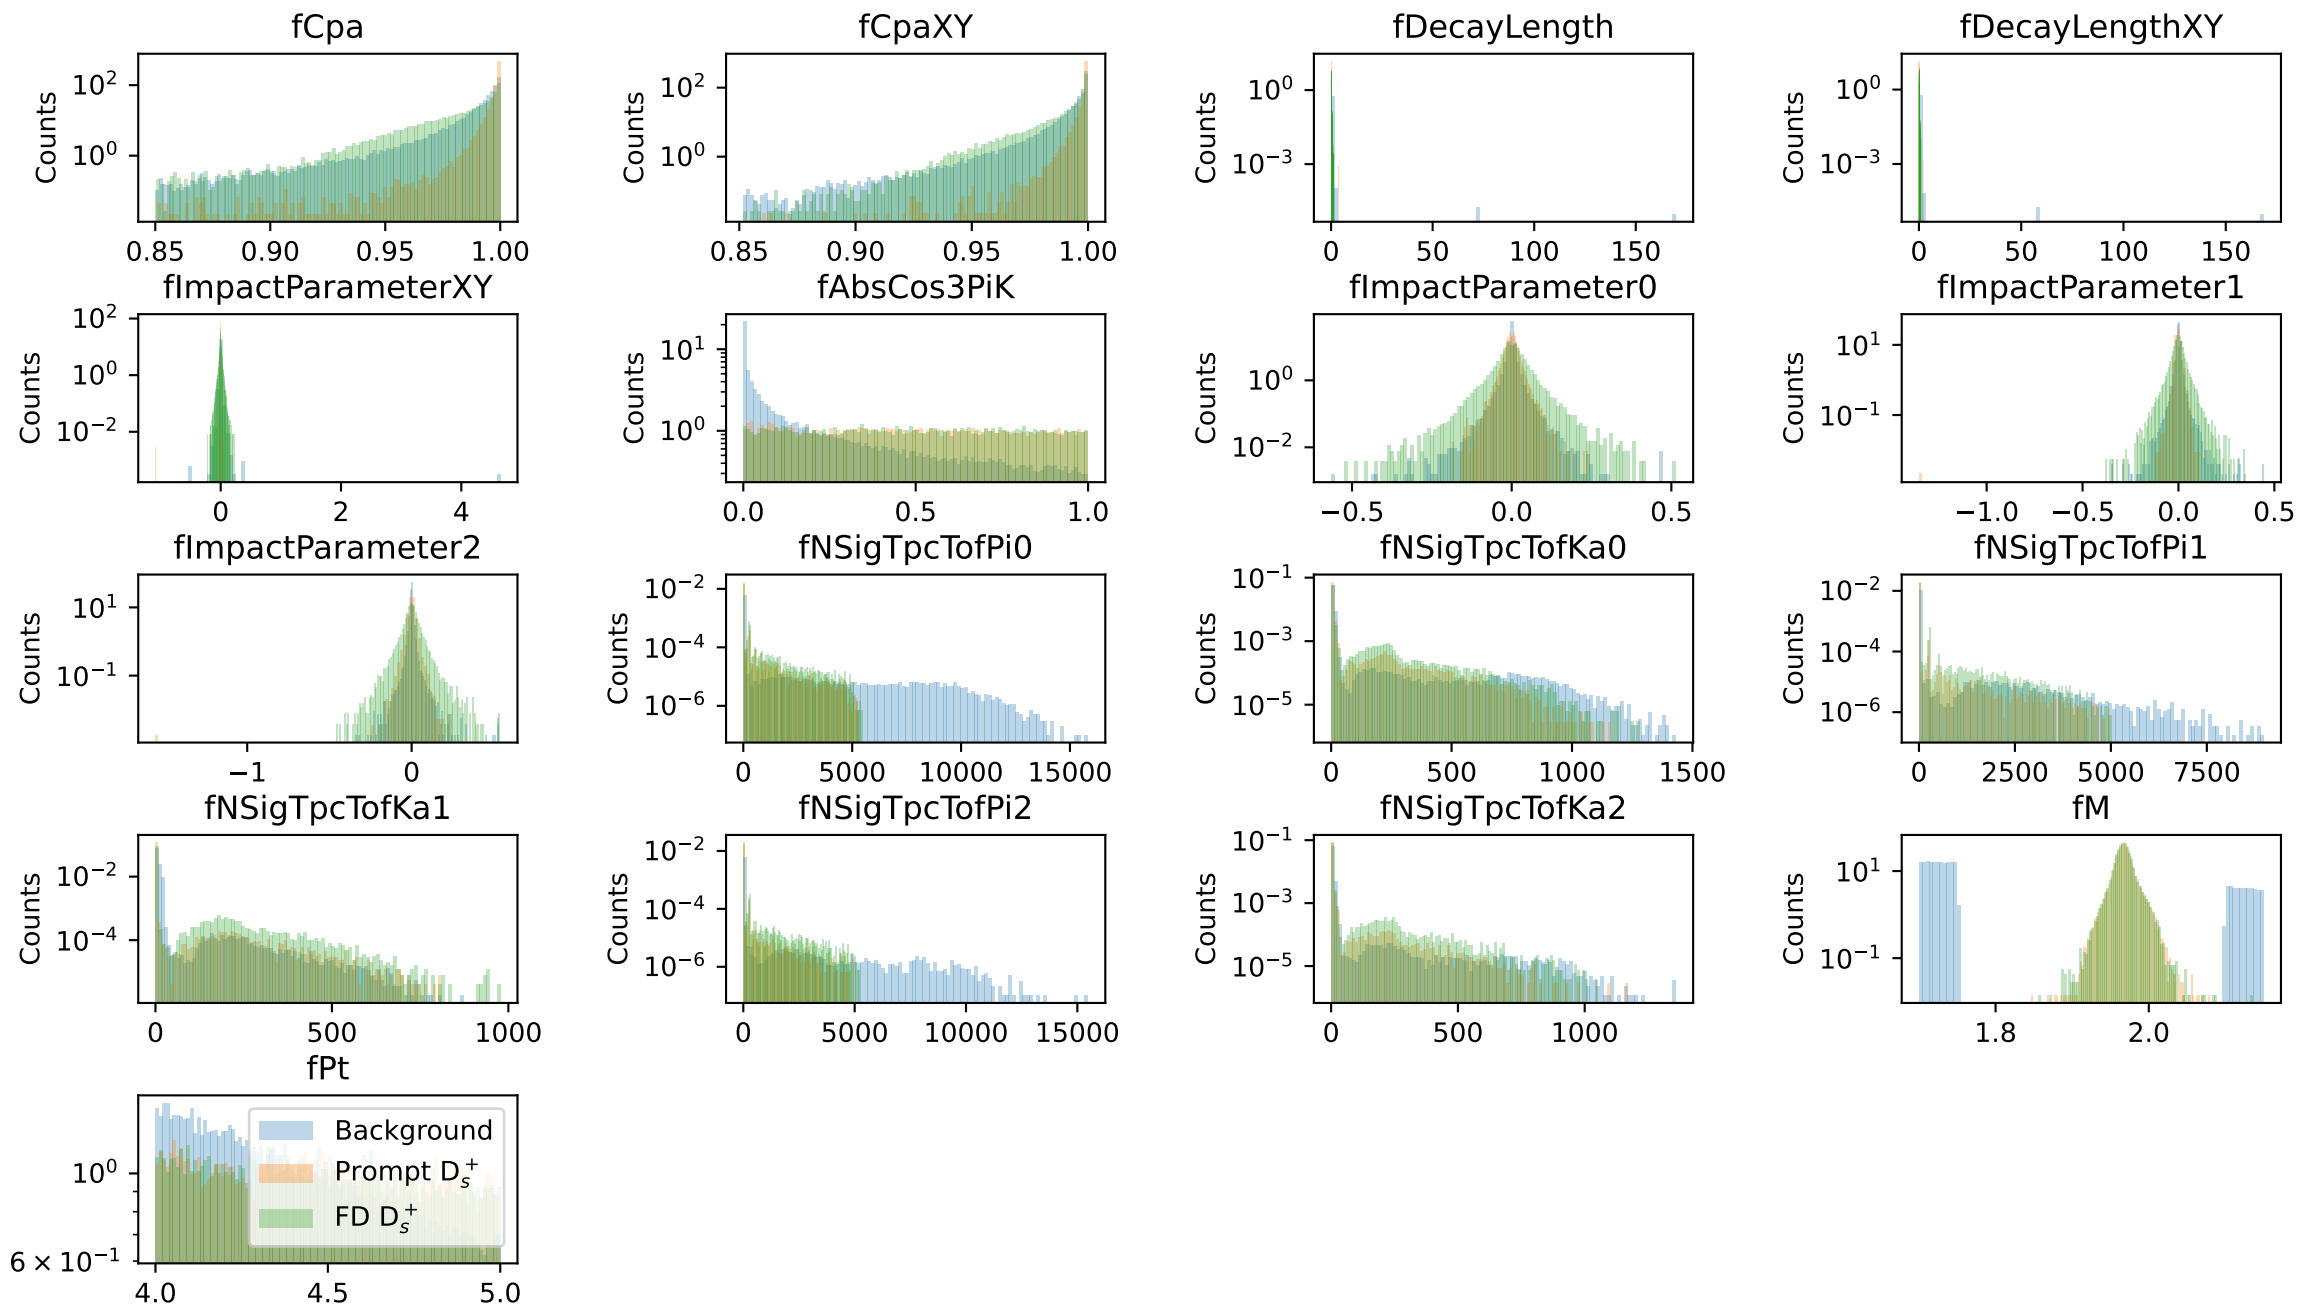 fCpa
fCpaXY
fDecayLength
fDecayLengthXY
Counts
10^2
10^0
0.85 0.90 0.95 1.00
Counts
10^2
10^0
0.85 0.90 0.95 1.00
Counts
10^0
10^−3
0 50 100 150
Counts
10^0
10^−3
0 50 100 150
fImpactParameterXY
fAbsCos3PiK
fImpactParameter0
fImpactParameter1
Counts
10^2
10^0
10^−2
0 2 4
Counts
10^1
10^0
0.0 0.5 1.0
Counts
10^0
10^−2
−0.5 0.0 0.5
Counts
10^1
10^−1
−1.0 −0.5 0.0 0.5
fImpactParameter2
fNSigTpcTofPi0
fNSigTpcTofKa0
fNSigTpcTofPi1
Counts
10^1
10^−1
−1 0
Counts
10^−2
10^−4
10^−6
0 5000 10000 15000
Counts
10^−1
10^−3
10^−5
0 500 1000 1500
Counts
10^−2
10^−4
10^−6
0 2500 5000 7500
fNSigTpcTofKa1
fNSigTpcTofPi2
fNSigTpcTofKa2
fM
Counts
10^−2
10^−4
0 500 1000
Counts
10^−2
10^−4
10^−6
0 5000 10000 15000
Counts
10^−1
10^−3
10^−5
0 500 1000
Counts
10^1
10^−1
1.8 2.0
fPt
10^0
6 × 10^−1
4.0 4.5 5.0
Background
Prompt D_s^+
FD D_s^+